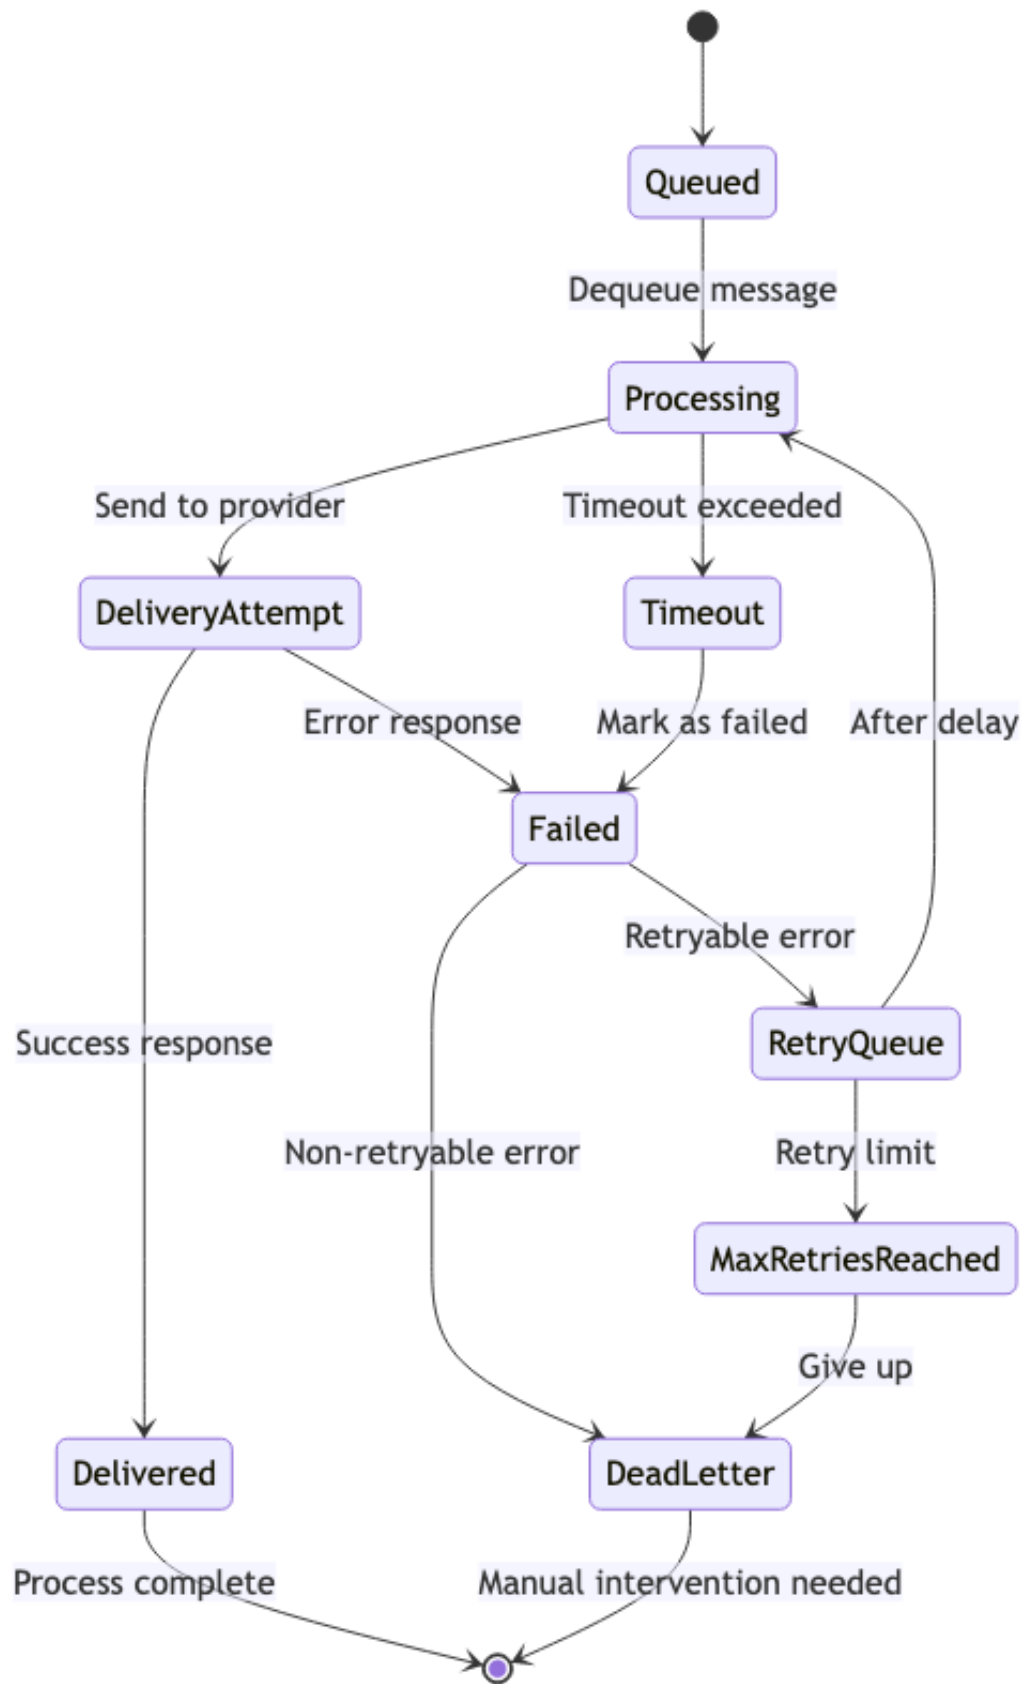 Queued
Dequeue message
Processing
Send to provider
Timeout exceeded
DeliveryAttempt
Timeout
Error response
Mark as failed
After delay
Failed
Retryable error
Success response
RetryQueue
Non-retryable error
Retry limit
MaxRetriesReached
Give up
Delivered
DeadLetter
Process complete
Manual intervention needed